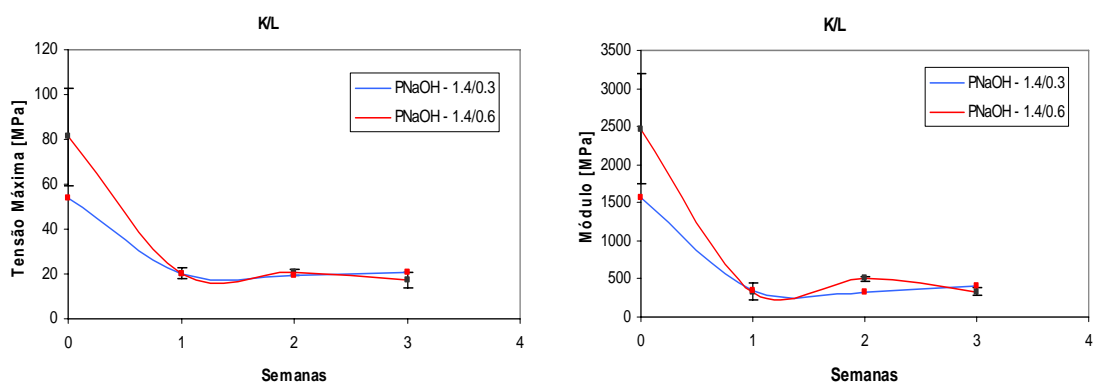 K/L
Tensão Máxima [MPa]
120
100
80
60
40
20
0
0 1 2 3 4
Semanas
PNaOH - 1.4/0.3
PNaOH - 1.4/0.6
K/L
Módulo [MPa]
3500
3000
2500
2000
1500
1000
500
0
0 1 2 3 4
Semanas
PNaOH - 1.4/0.3
PNaOH - 1.4/0.6